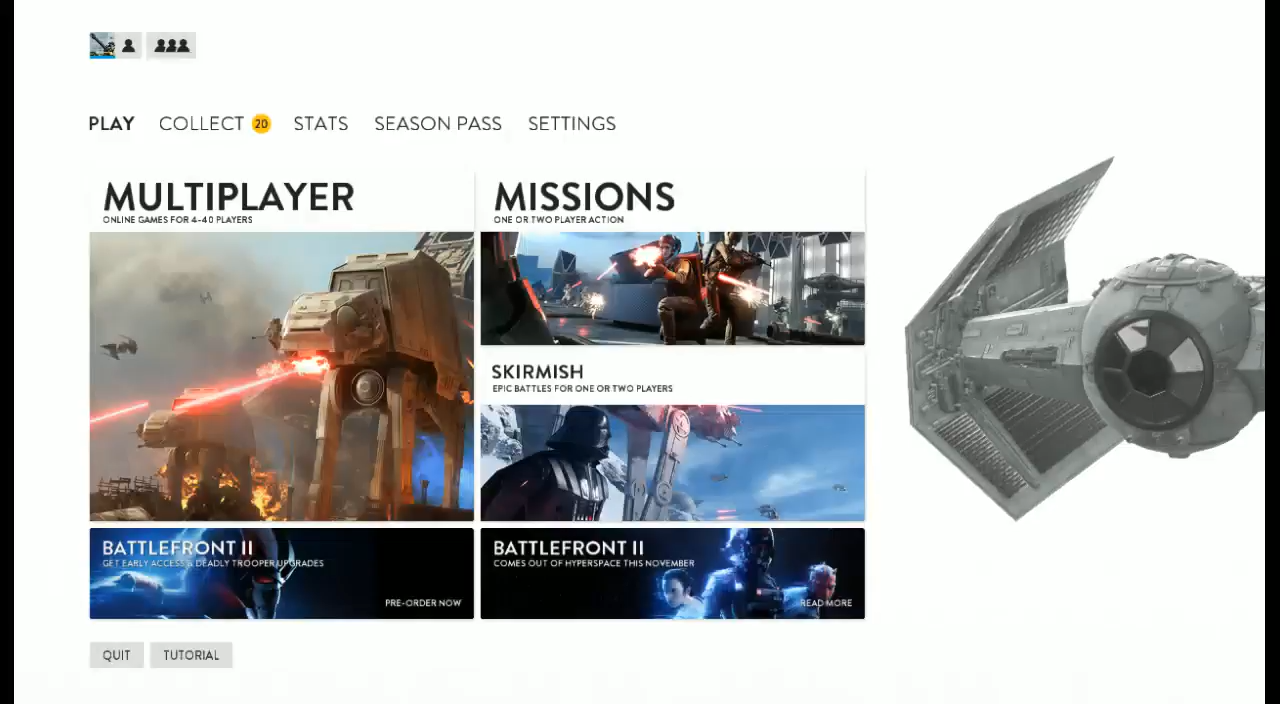 PLAY COLLECT 20 STATS SEASON PASS SETTINGS
MULTIPLAYER
ONLINE GAMES FOR 4-40 PLAYERS
MISSIONS
ONE OR TWO PLAYER ACTION
SKIRMISH
EPIC BATTLES FOR ONE OR TWO PLAYERS
BATTLEFRONT II
GET EARLY ACCESS & DEADLY TROOPER UPGRADES
PRE-ORDER NOW
BATTLEFRONT II
COMES OUT OF HYPERSPACE THIS NOVEMBER
READ MORE
QUIT TUTORIAL